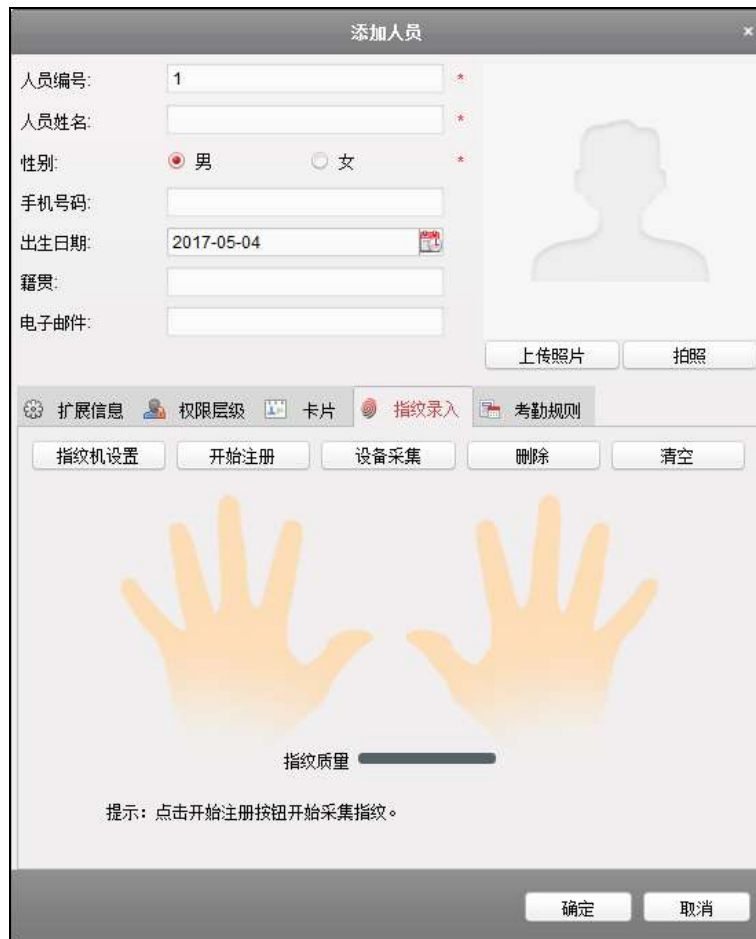 添加人员 ×
人员编号: 1 *
人员姓名: *
性别: 男 女 *
手机号码:
出生日期: 2017-05-04
籍贯:
电子邮件:
上传照片 拍照
扩展信息 权限层级 卡片 指纹录入 考勤规则
指纹机设置 开始注册 设备采集 删除 清空
指纹质量
提示：点击开始注册按钮开始采集指纹。
确定 取消